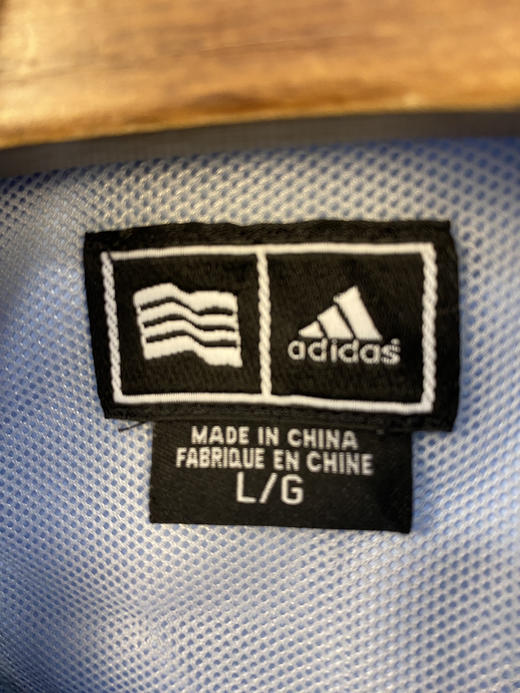 adidas
MADE IN CHINA
FABRIQUE EN CHINE
L/G